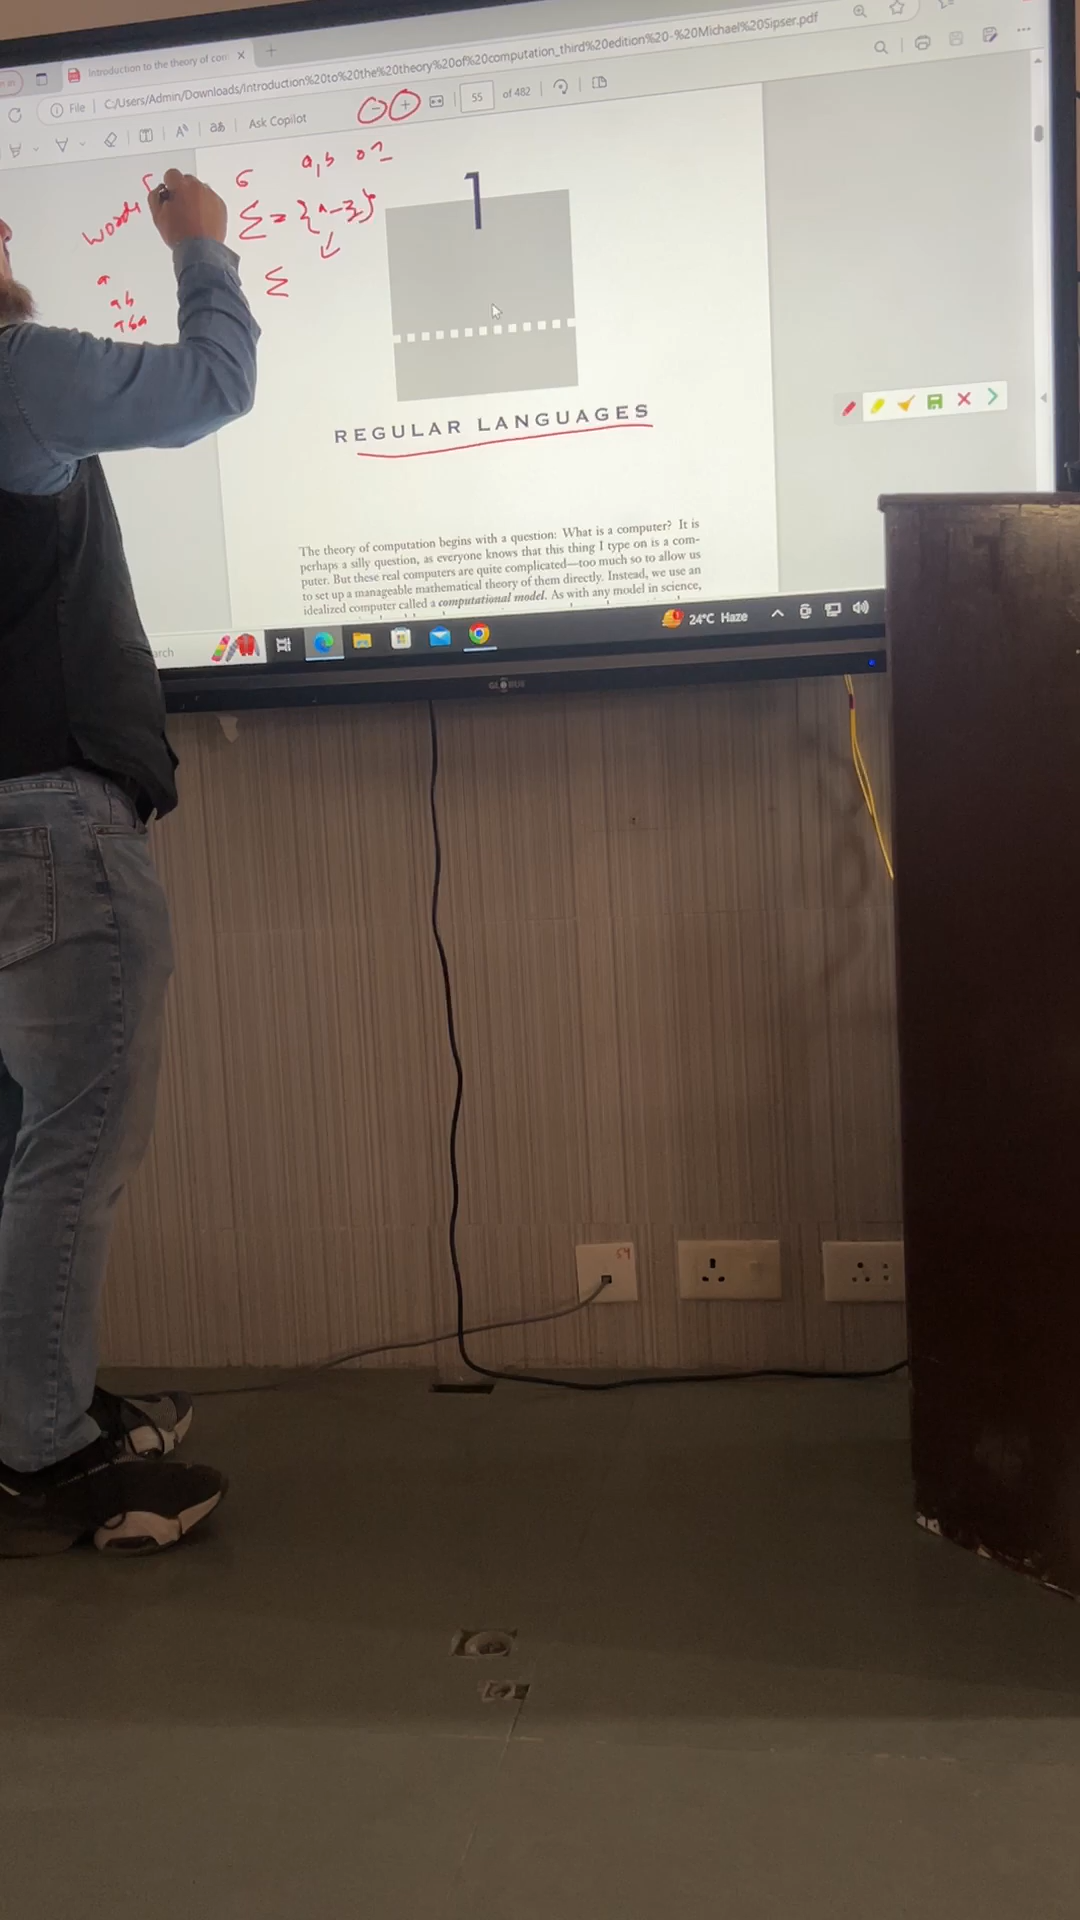 Introduction to the theory of com
File | C:/Users/Admin/Downloads/Introduction%20to%20the%20theory%20of%20computation_third%20edition%20-%20Michael%20Sipser.pdf
Ask Copilot
55 of 482
words
a, b
Σ = {a-z}
Σ
a
ab
1
REGULAR LANGUAGES
The theory of computation begins with a question: What is a computer? It is
perhaps a silly question, as everyone knows that this thing I type on is a com-
puter. But these real computers are quite complicated—too much so to allow us
to set up a manageable mathematical theory of them directly. Instead, we use an
idealized computer called a computational model. As with any model in science,
arch
24°C Haze
GLOBUS